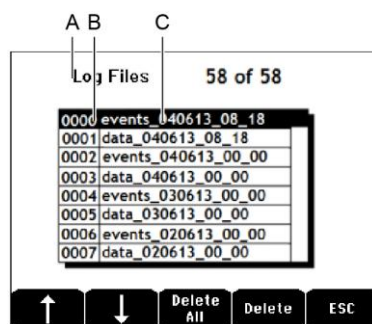 A B C
Log Files 58 of 58
0000 events_040613_08_18
0001 data_040613_08_18
0002 events_040613_00_00
0003 data_040613_00_00
0004 events_030613_00_00
0005 data_030613_00_00
0006 events_020613_00_00
0007 data_020613_00_00
↑ ↓ Delete All Delete ESC